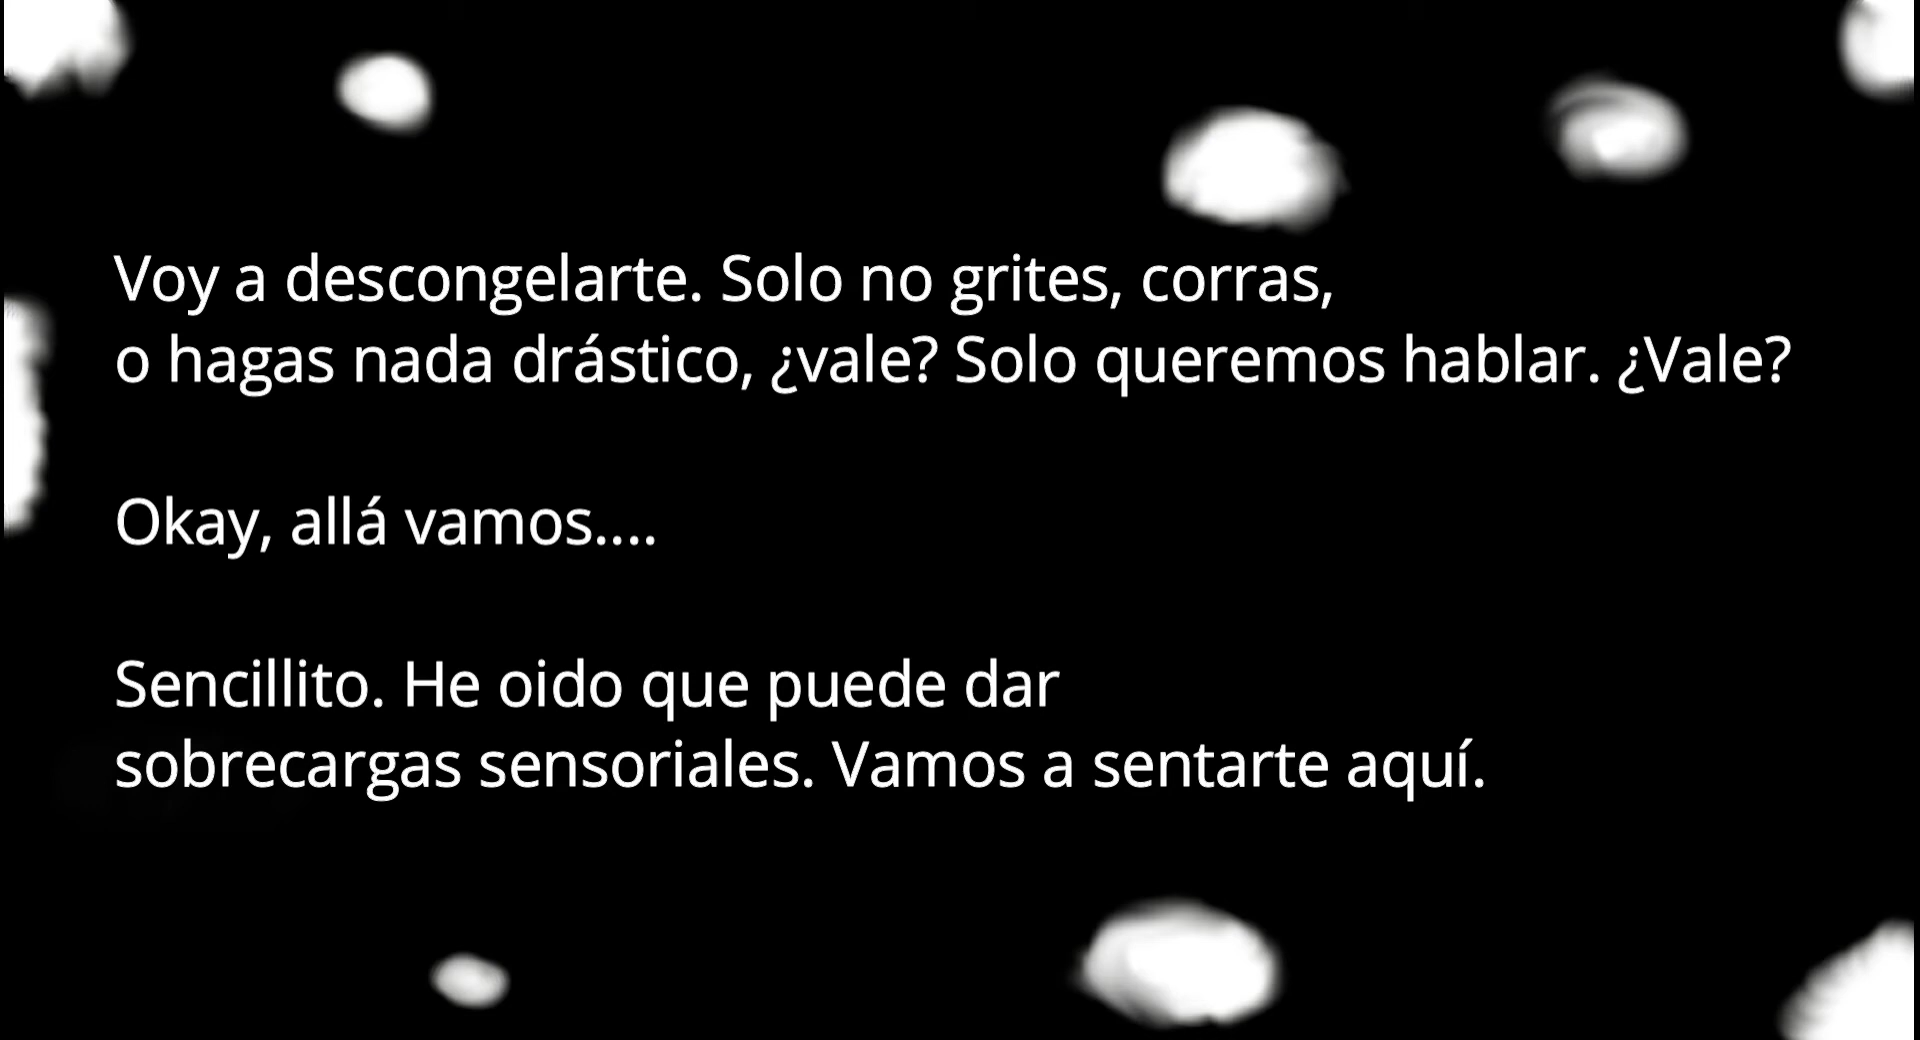 Voy a descongelarte. Solo no grites, corras,
o hagas nada drástico, ¿vale? Solo queremos hablar. ¿Vale?
Okay, allá vamos....
Sencillito. He oido que puede dar
sobrecargas sensoriales. Vamos a sentarte aquí.